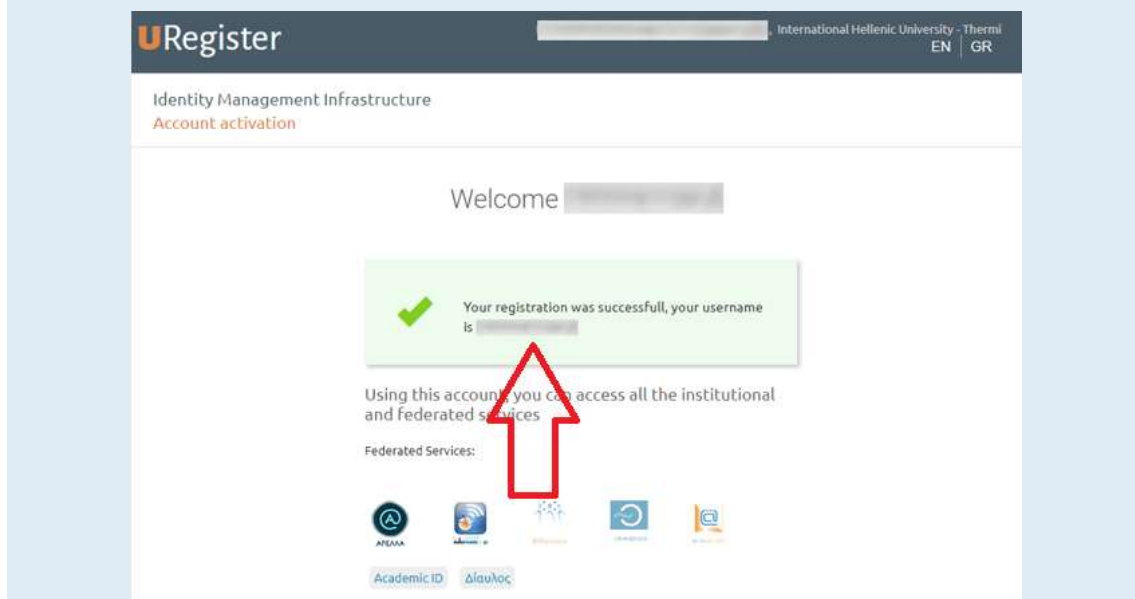 URegister
, International Hellenic University - Thermi
EN GR
Identity Management Infrastructure
Account activation
Welcome
Your registration was successfull, your username
is
Using this account, you can access all the institutional
and federated services
Federated Services:
ΑΡΕΛΛΑ
Academic ID Δίαυλος